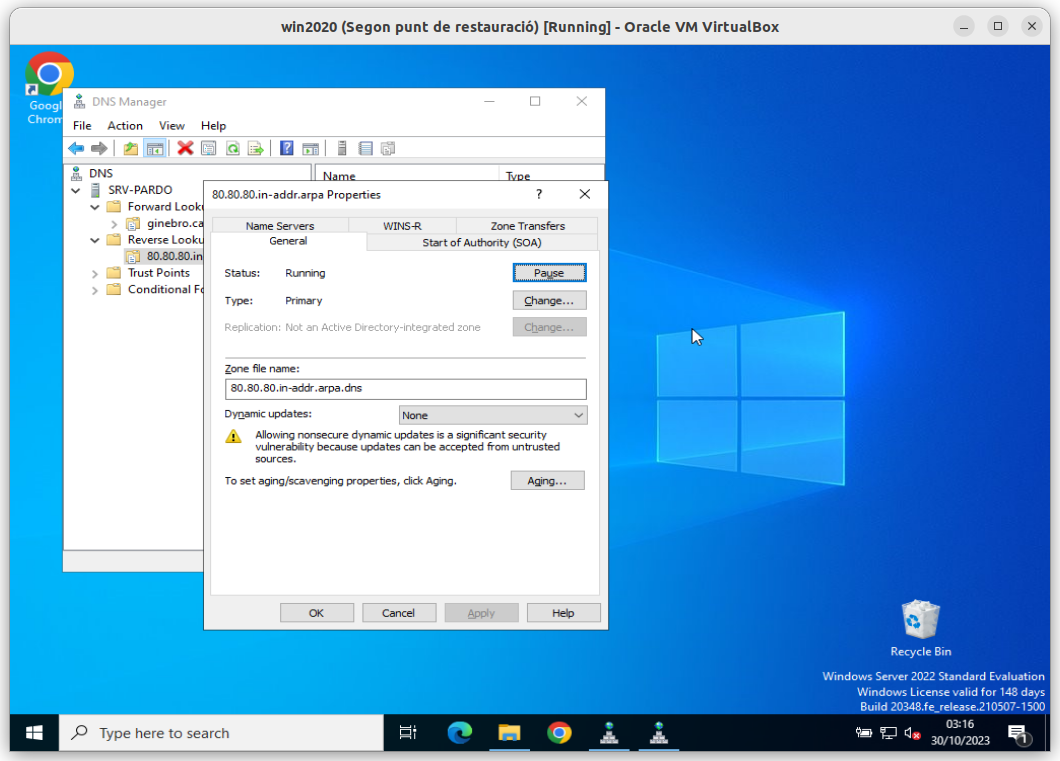 win2020 (Segon punt de restauració) [Running] - Oracle VM VirtualBox
Google
Chrom
DNS Manager
File Action View Help
DNS
SRV-PARDO
Forward Looku
ginebro.ca
Reverse Looku
80.80.80.in
Trust Points
Conditional Fo
Name Type
80.80.80.in-addr.arpa Properties ? 
Name Servers WINS-R Zone Transfers
General Start of Authority (SOA)
Status: Running Pause
Type: Primary Change...
Replication: Not an Active Directory-integrated zone Change...
Zone file name:
80.80.80.in-addr.arpa.dns
Dynamic updates: None
Allowing nonsecure dynamic updates is a significant security
vulnerability because updates can be accepted from untrusted
sources.
To set aging/scavenging properties, click Aging. Aging...
OK Cancel Apply Help
Recycle Bin
Windows Server 2022 Standard Evaluation
Windows License valid for 148 days
Build 20348.fe_release.210507-1500
Type here to search
03:16
30/10/2023
1